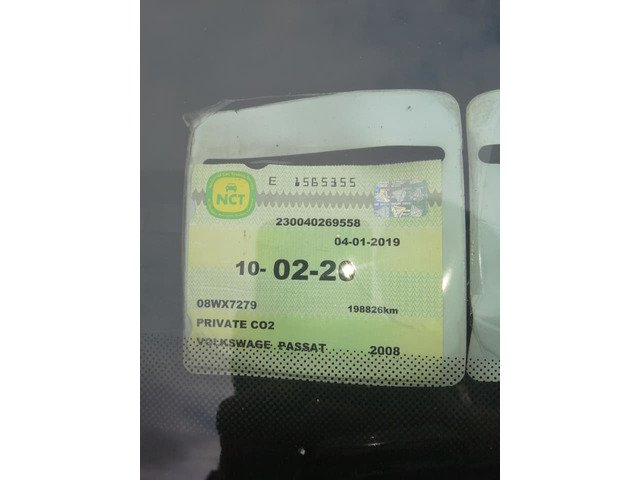 NCT
E 1565355
230040269558
04-01-2019
10-02-20
08WX7279 198826km
PRIVATE CO2
VOLKSWAGE PASSAT 2008